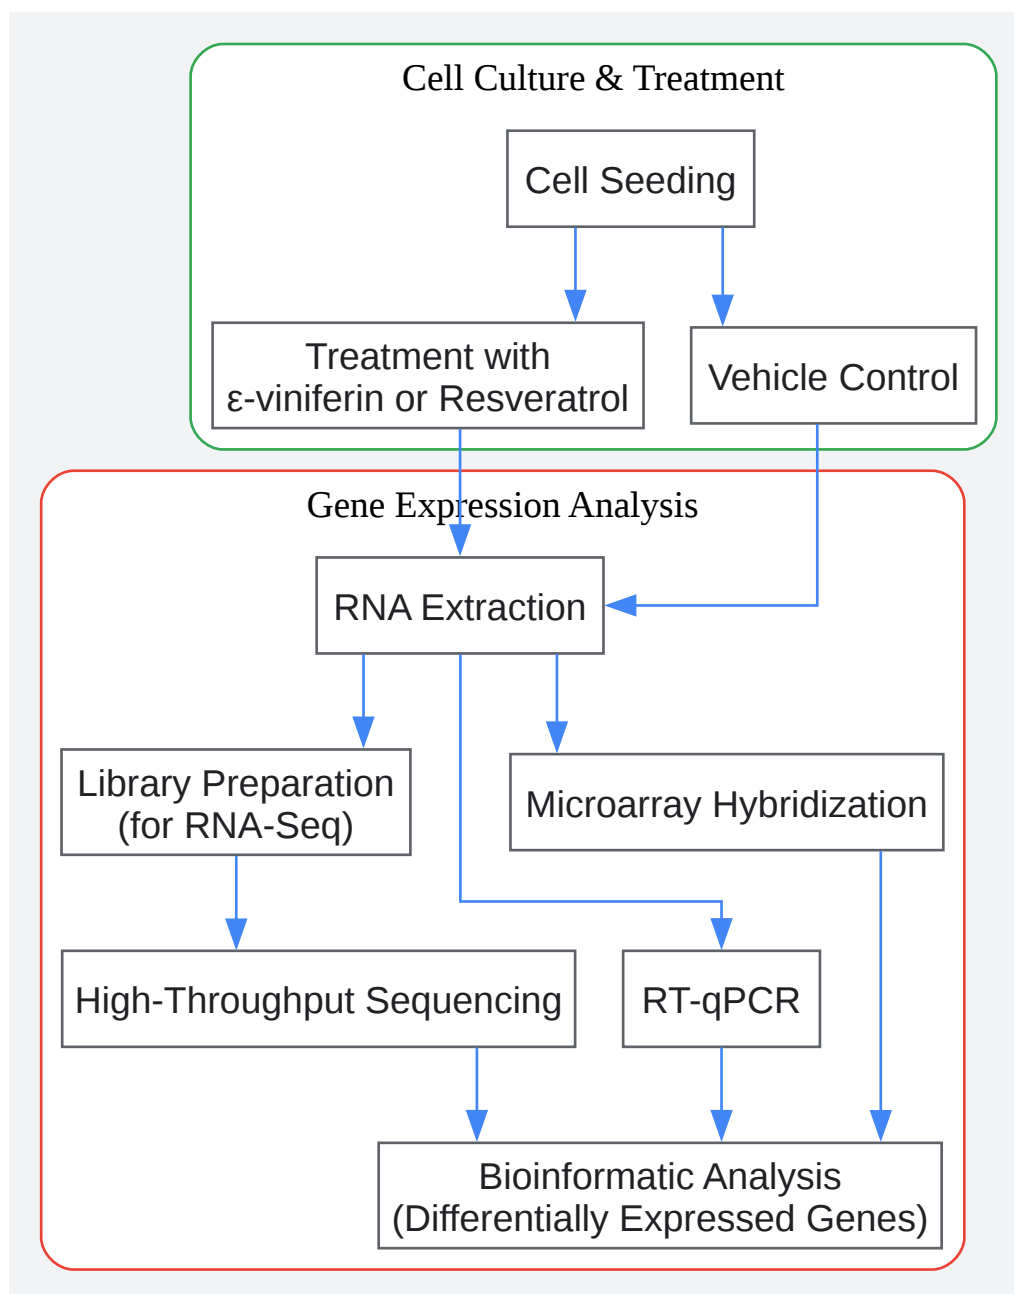 Cell Culture & Treatment
Cell Seeding
Treatment with
ε-viniferin or Resveratrol
Vehicle Control
Gene Expression Analysis
RNA Extraction
Library Preparation
(for RNA-Seq)
Microarray Hybridization
High-Throughput Sequencing
RT-qPCR
Bioinformatic Analysis
(Differentially Expressed Genes)